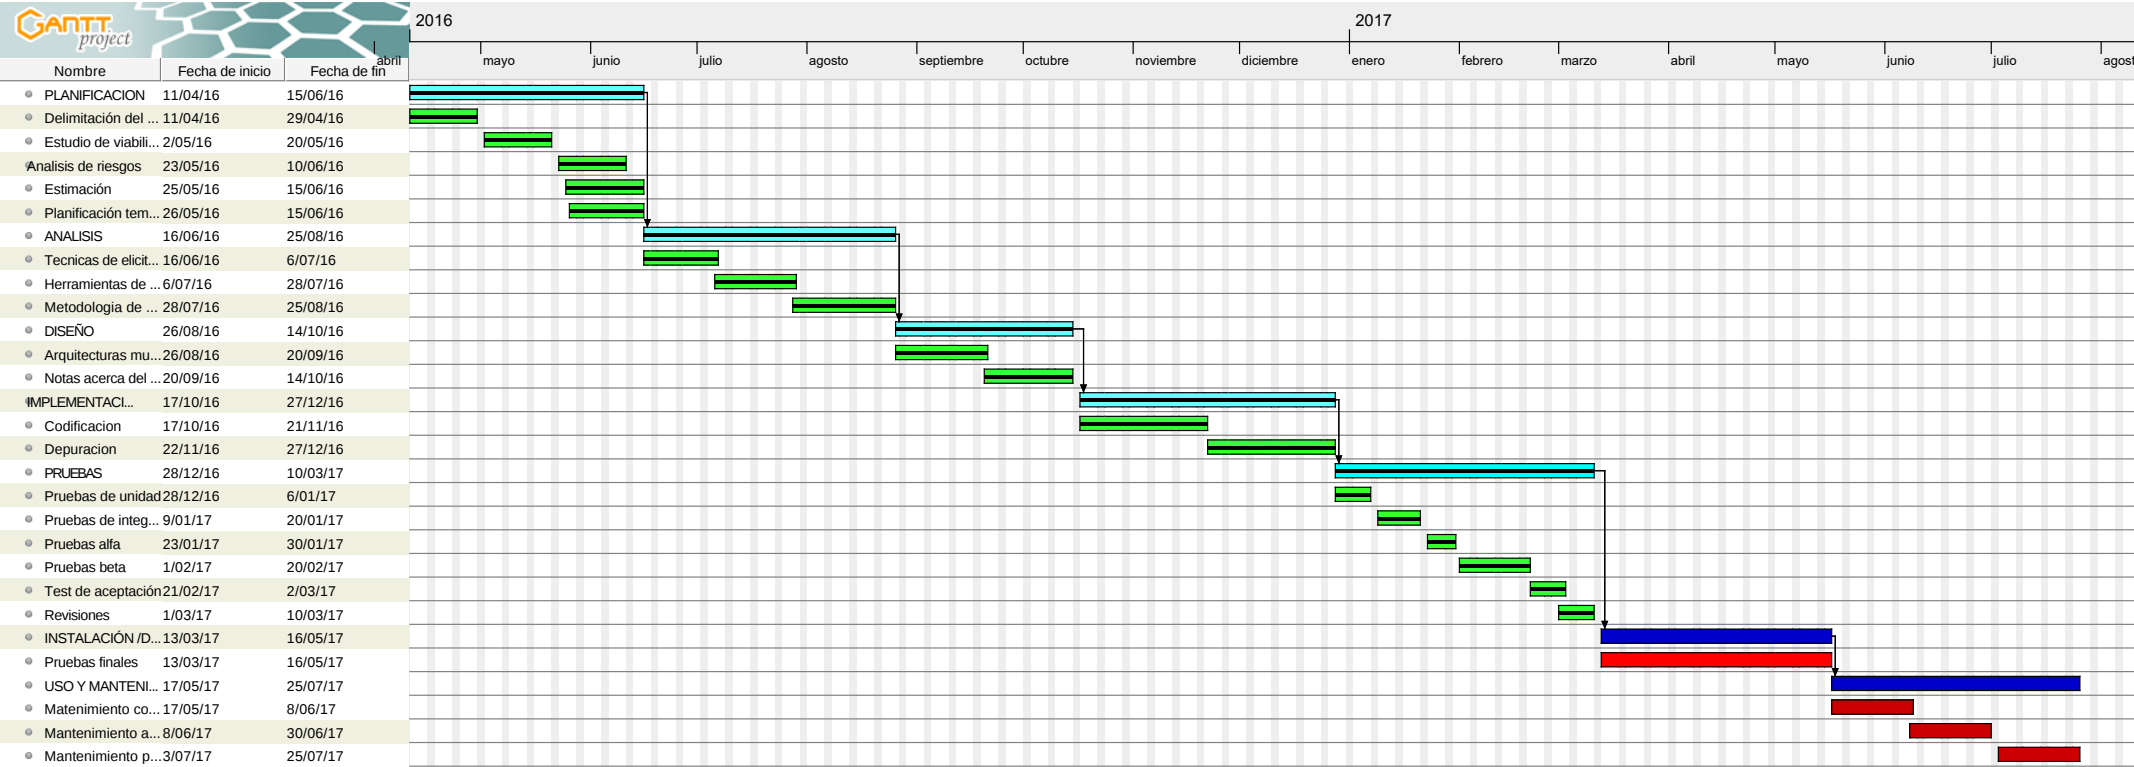 GANTT
project
2016 2017
abril mayo junio julio agosto septiembre octubre noviembre diciembre enero febrero marzo abril mayo junio julio agost
Nombre Fecha de inicio Fecha de fin
PLANIFICACION 11/04/16 15/06/16
Delimitación del ... 11/04/16 29/04/16
Estudio de viabili... 2/05/16 20/05/16
Analisis de riesgos 23/05/16 10/06/16
Estimación 25/05/16 15/06/16
Planificación tem... 26/05/16 15/06/16
ANALISIS 16/06/16 25/08/16
Tecnicas de elicit... 16/06/16 6/07/16
Herramientas de ... 6/07/16 28/07/16
Metodologia de ... 28/07/16 25/08/16
DISEÑO 26/08/16 14/10/16
Arquitecturas mu... 26/08/16 20/09/16
Notas acerca del ... 20/09/16 14/10/16
IMPLEMENTACI... 17/10/16 27/12/16
Codificacion 17/10/16 21/11/16
Depuracion 22/11/16 27/12/16
PRUEBAS 28/12/16 10/03/17
Pruebas de unidad 28/12/16 6/01/17
Pruebas de integ... 9/01/17 20/01/17
Pruebas alfa 23/01/17 30/01/17
Pruebas beta 1/02/17 20/02/17
Test de aceptación 21/02/17 2/03/17
Revisiones 1/03/17 10/03/17
INSTALACIÓN /D... 13/03/17 16/05/17
Pruebas finales 13/03/17 16/05/17
USO Y MANTENI... 17/05/17 25/07/17
Matenimiento co... 17/05/17 8/06/17
Mantenimiento a... 8/06/17 30/06/17
Mantenimiento p... 3/07/17 25/07/17